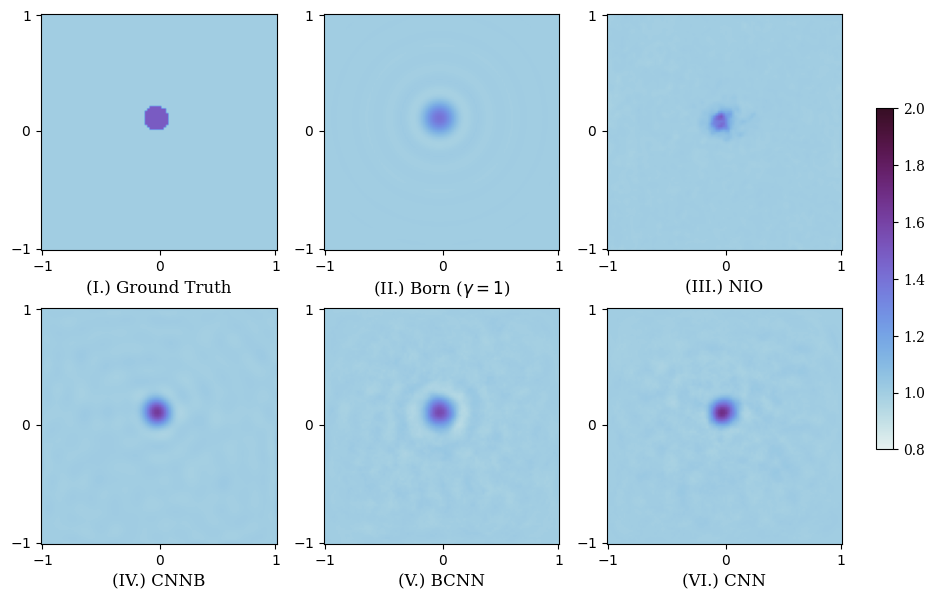 1
0
−1
−1 0 1
(I.) Ground Truth
1
0
−1
−1 0 1
(II.) Born (γ = 1)
1
0
−1
−1 0 1
(III.) NIO
1
0
−1
−1 0 1
(IV.) CNNB
1
0
−1
−1 0 1
(V.) BCNN
1
0
−1
−1 0 1
(VI.) CNN
2.0
1.8
1.6
1.4
1.2
1.0
0.8